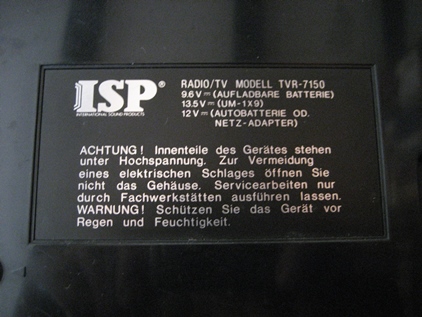 ISP®
INTERNATIONAL SOUND PRODUCTS
RADIO/TV MODELL TVR-7150
9.6V⎓(AUFLADBARE BATTERIE)
13.5V⎓(UM-1X9)
12V⎓(AUTOBATTERIE OD.
NETZ-ADAPTER)
ACHTUNG! Innenteile des Gerätes stehen
unter Hochspannung. Zur Vermeidung
eines elektrischen Schlages öffnen Sie
nicht das Gehäuse. Servicearbeiten nur
durch Fachwerkstätten ausführen lassen.
WARNUNG! Schützen Sie das Gerät vor
Regen und Feuchtigkeit.